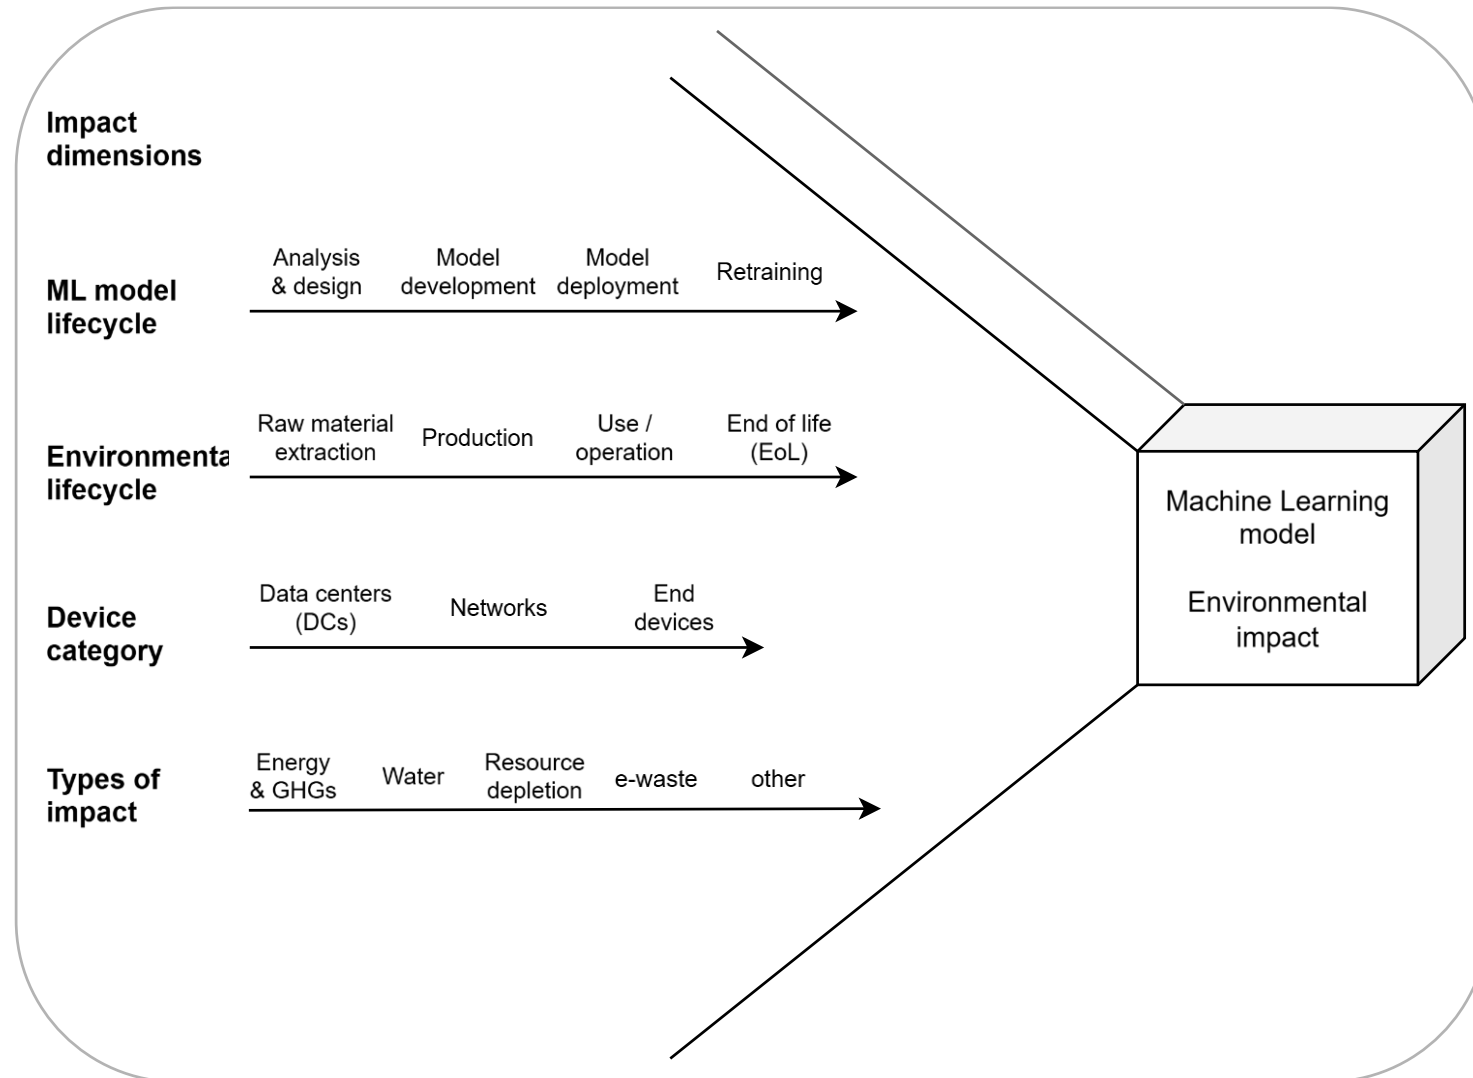 Impact
dimensions
ML model
lifecycle
Analysis
& design
Model
development
Model
deployment
Retraining
Environmenta
lifecycle
Raw material
extraction
Production
Use /
operation
End of life
(EoL)
Device
category
Data centers
(DCs)
Networks
End
devices
Types of
impact
Energy
& GHGs
Water
Resource
depletion
e-waste
other
Machine Learning
model
Environmental
impact